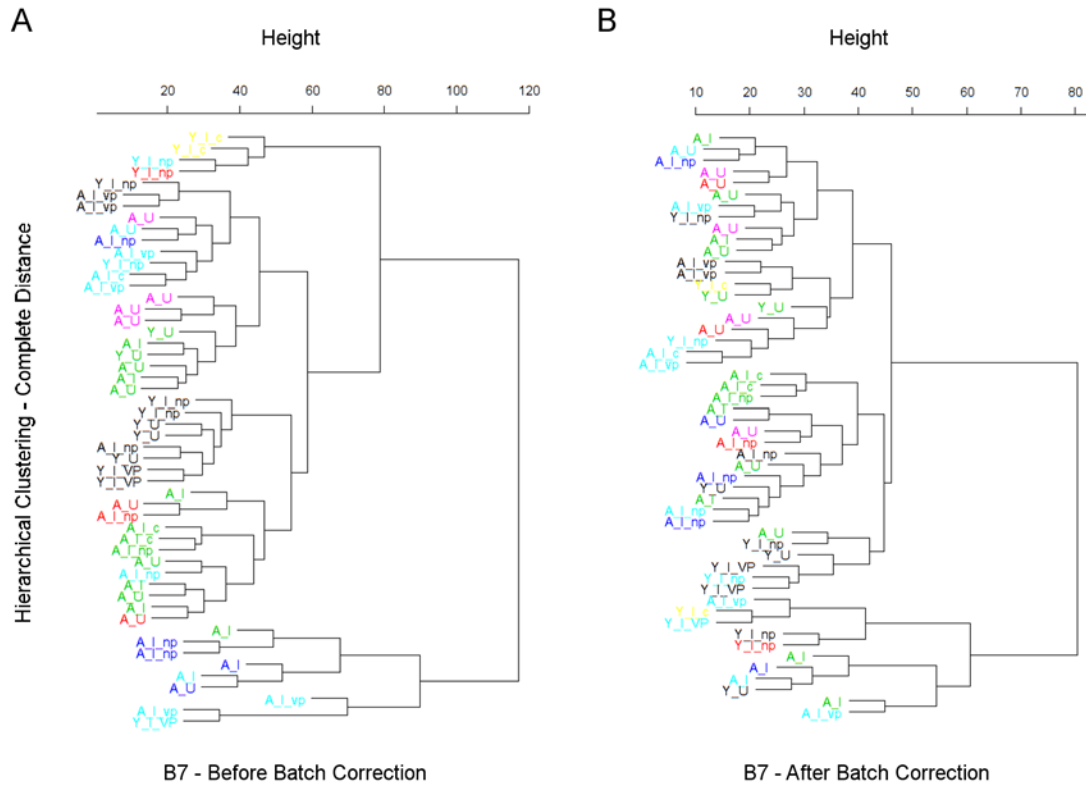 A
Height
20 40 60 80 100 120
Hierarchical Clustering - Complete Distance
Y_I_c
Y_I_c
Y_I_np
Y_I_np
Y_I_np
A_I_vp
A_I_vp
A_U
A_U
A_I_np
A_I_vp
Y_I_np
A_I_c
A_I_vp
A_U
A_U
A_U
Y_U
A_I
Y_U
A_U
A_I
A_U
Y_I_np
Y_I_np
Y_U
Y_U
A_I_np
Y_U
Y_I_VP
Y_I_VP
A_I
A_U
A_I_np
A_I_c
A_I_c
A_I_np
A_U
A_I_np
A_I
A_U
A_I
A_U
A_I
A_I_np
A_I_np
A_I
A_I
A_U
A_I_vp
A_I_vp
Y_I_VP
B7 - Before Batch Correction
B
Height
10 20 30 40 50 60 70 80
A_I
A_U
A_I_np
A_U
A_U
A_U
A_I_vp
Y_I_np
A_U
A_I
A_U
A_I_vp
A_I_vp
Y_I_c
Y_U
Y_U
A_U
A_U
Y_I_np
A_I_c
A_I_vp
A_I_c
A_I_c
A_I_np
A_I
A_U
A_U
A_I_np
A_I_np
A_U
A_I_np
Y_U
A_I
A_I_np
A_I_np
A_U
Y_I_np
Y_U
Y_I_VP
Y_I_np
Y_I_VP
A_I_vp
Y_I_c
Y_I_VP
Y_I_np
Y_I_np
A_I
A_I
A_I
Y_U
A_I
A_I_vp
B7 - After Batch Correction